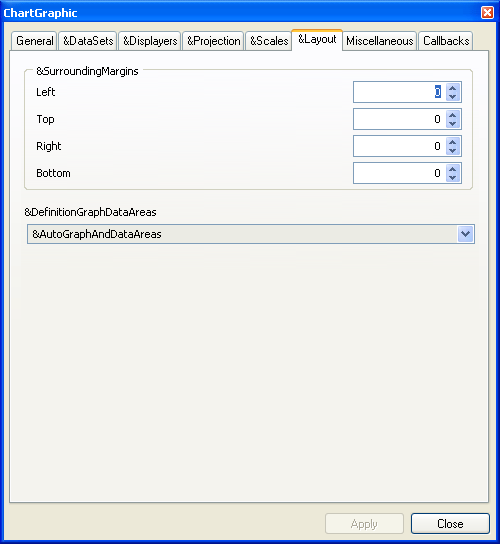 ChartGraphic
General &DataSets &Displayers &Projection &Scales &Layout Miscellaneous Callbacks
&SurroundingMargins
Left 0
Top 0
Right 0
Bottom 0
&DefinitionGraphDataAreas
&AutoGraphAndDataAreas
Apply Close